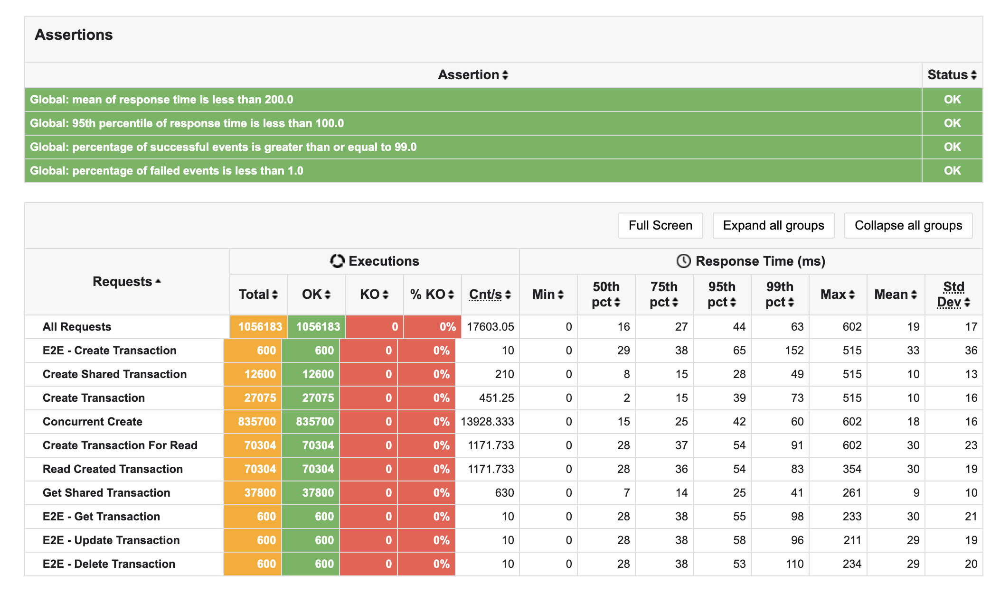 Assertions
Assertion Status
Global: mean of response time is less than 200.0 OK
Global: 95th percentile of response time is less than 100.0 OK
Global: percentage of successful events is greater than or equal to 99.0 OK
Global: percentage of failed events is less than 1.0 OK
Full Screen Expand all groups Collapse all groups
Requests Executions Response Time (ms)
Total OK KO % KO Cnt/s Min 50th pct 75th pct 95th pct 99th pct Max Mean Std Dev
All Requests 1056183 1056183 0 0% 17603.05 0 16 27 44 63 602 19 17
E2E - Create Transaction 600 600 0 0% 10 0 29 38 65 152 515 33 36
Create Shared Transaction 12600 12600 0 0% 210 0 8 15 28 49 515 10 13
Create Transaction 27075 27075 0 0% 451.25 0 2 15 39 73 515 10 16
Concurrent Create 835700 835700 0 0% 13928.333 0 15 25 42 60 602 18 16
Create Transaction For Read 70304 70304 0 0% 1171.733 0 28 37 54 91 602 30 23
Read Created Transaction 70304 70304 0 0% 1171.733 0 28 36 54 83 354 30 19
Get Shared Transaction 37800 37800 0 0% 630 0 7 14 25 41 261 9 10
E2E - Get Transaction 600 600 0 0% 10 0 28 38 55 98 233 30 21
E2E - Update Transaction 600 600 0 0% 10 0 28 38 58 96 211 29 19
E2E - Delete Transaction 600 600 0 0% 10 0 28 38 53 110 234 29 20